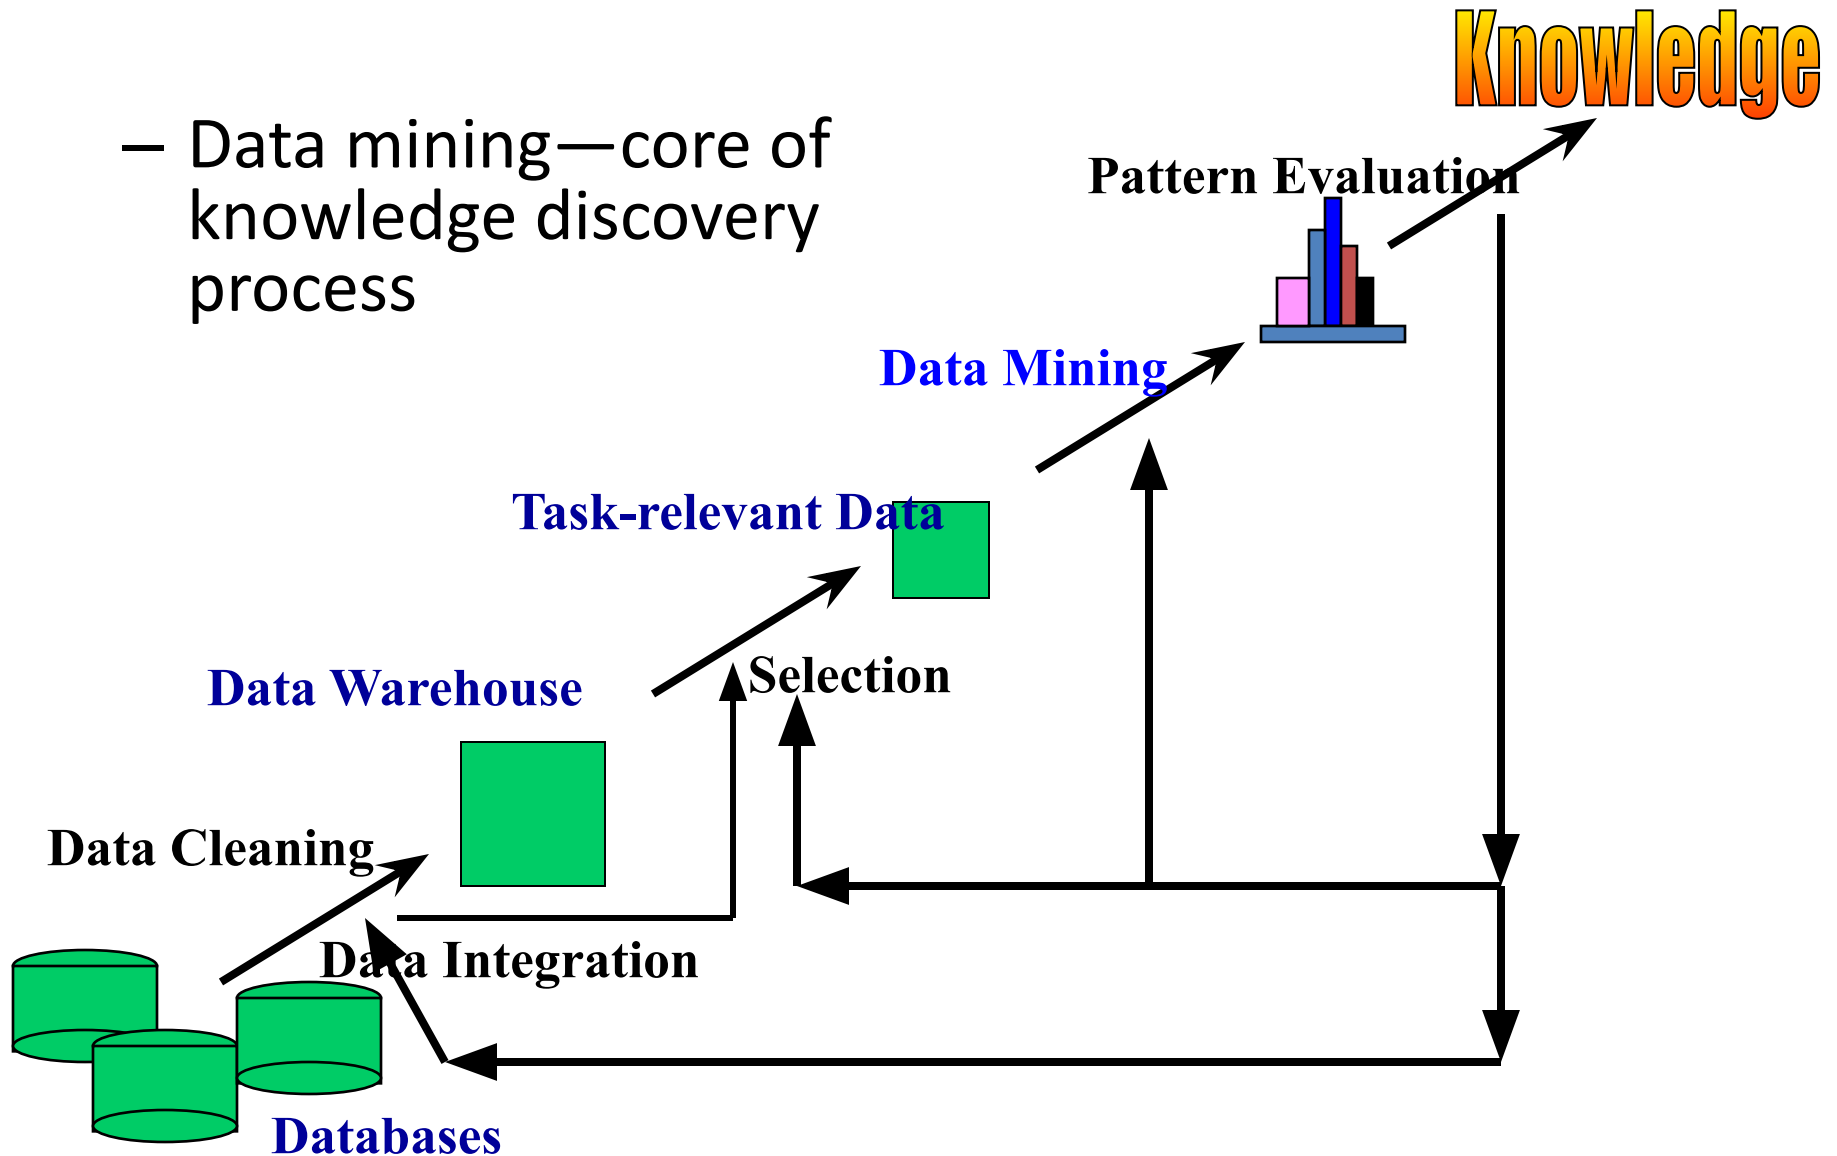 Knowledge
– Data mining—core of
knowledge discovery
process
Pattern Evaluation
Data Mining
Task-relevant Data
Selection
Data Warehouse
Data Cleaning
Data Integration
Databases